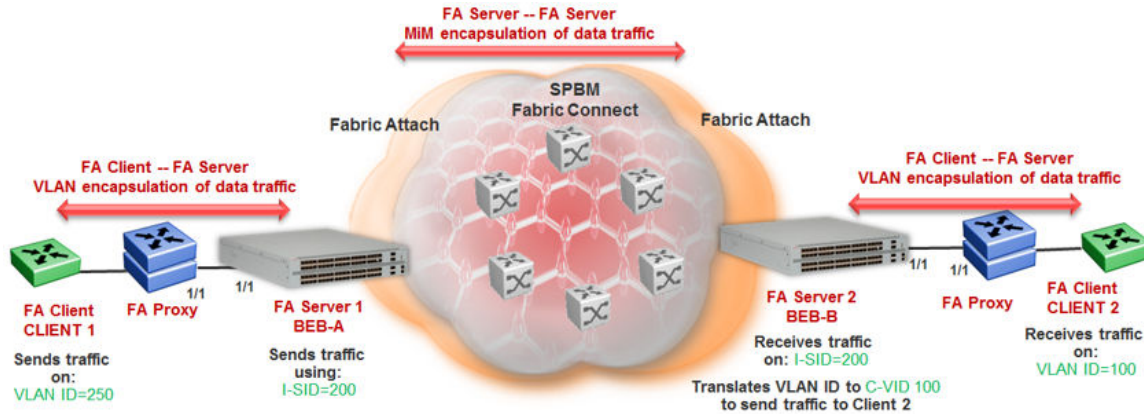 FA Server -- FA Server
MiM encapsulation of data traffic
SPBM
Fabric Connect
Fabric Attach
Fabric Attach
FA Client -- FA Server
VLAN encapsulation of data traffic
FA Client -- FA Server
VLAN encapsulation of data traffic
1/1
1/1
1/1
1/1
FA Client
CLIENT 1
Sends traffic
on:
VLAN ID=250
FA Proxy
FA Server 1
BEB-A
Sends traffic
using:
I-SID=200
FA Server 2
BEB-B
Receives traffic
on: I-SID=200
Translates VLAN ID to C-VID 100
to send traffic to Client 2
FA Proxy
FA Client
CLIENT 2
Receives traffic
on:
VLAN ID=100